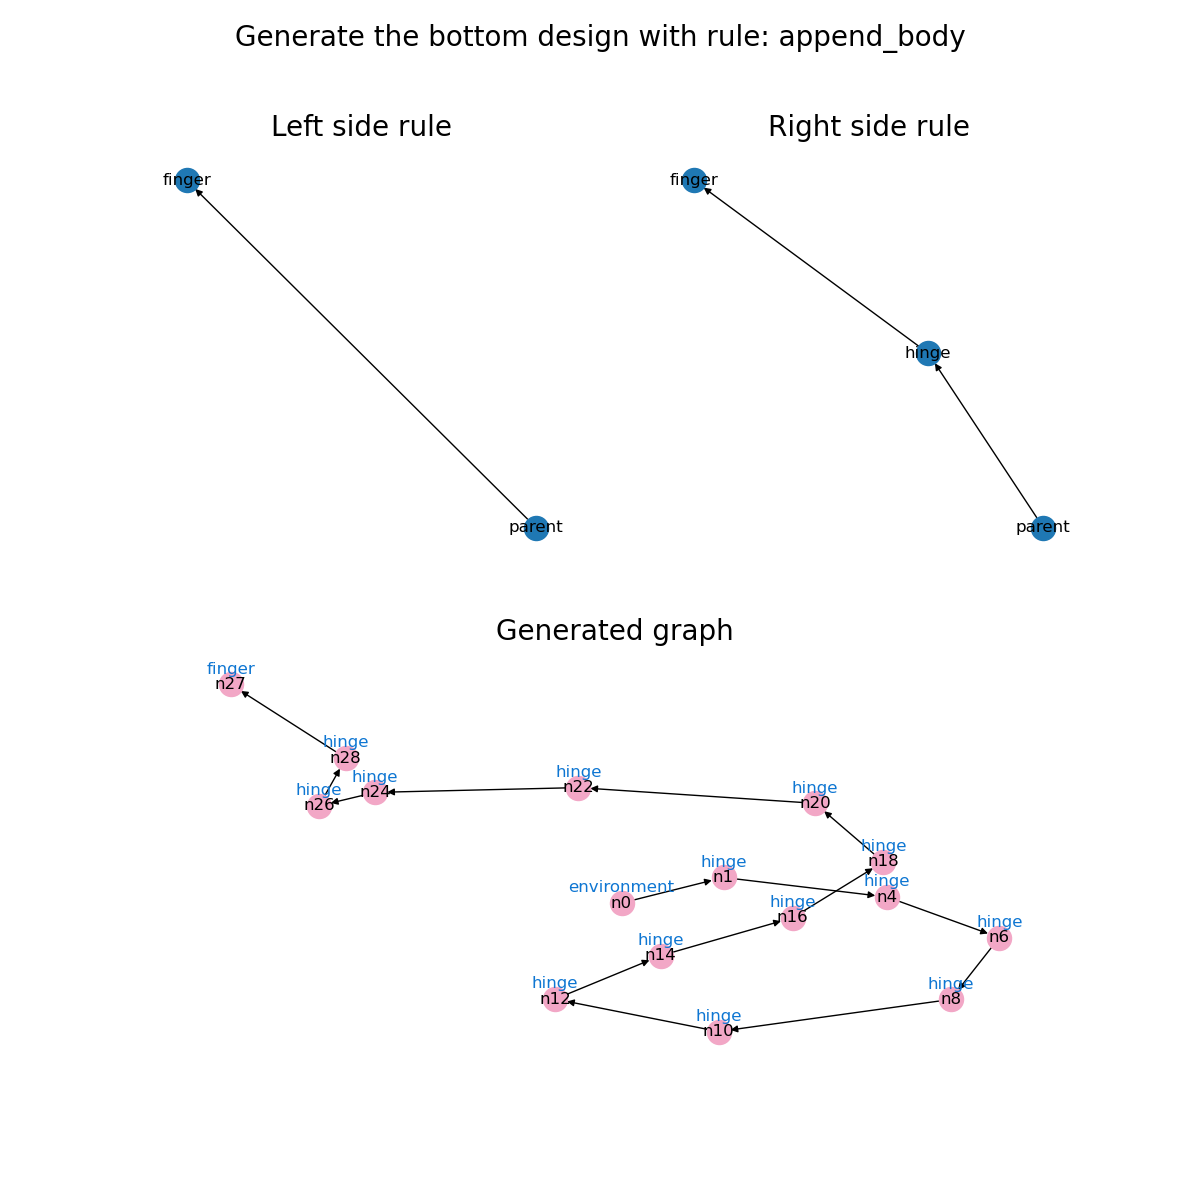 Generate the bottom design with rule: append_body
Left side rule
Right side rule
finger
finger
hinge
parent
parent
Generated graph
finger
n27
hinge
n28
hinge
n24
hinge
n26
hinge
n22
hinge
n20
hinge
n18
hinge
n1
hinge
n4
environment
n0
hinge
n16
hinge
n6
hinge
n14
hinge
n12
hinge
n8
hinge
n10